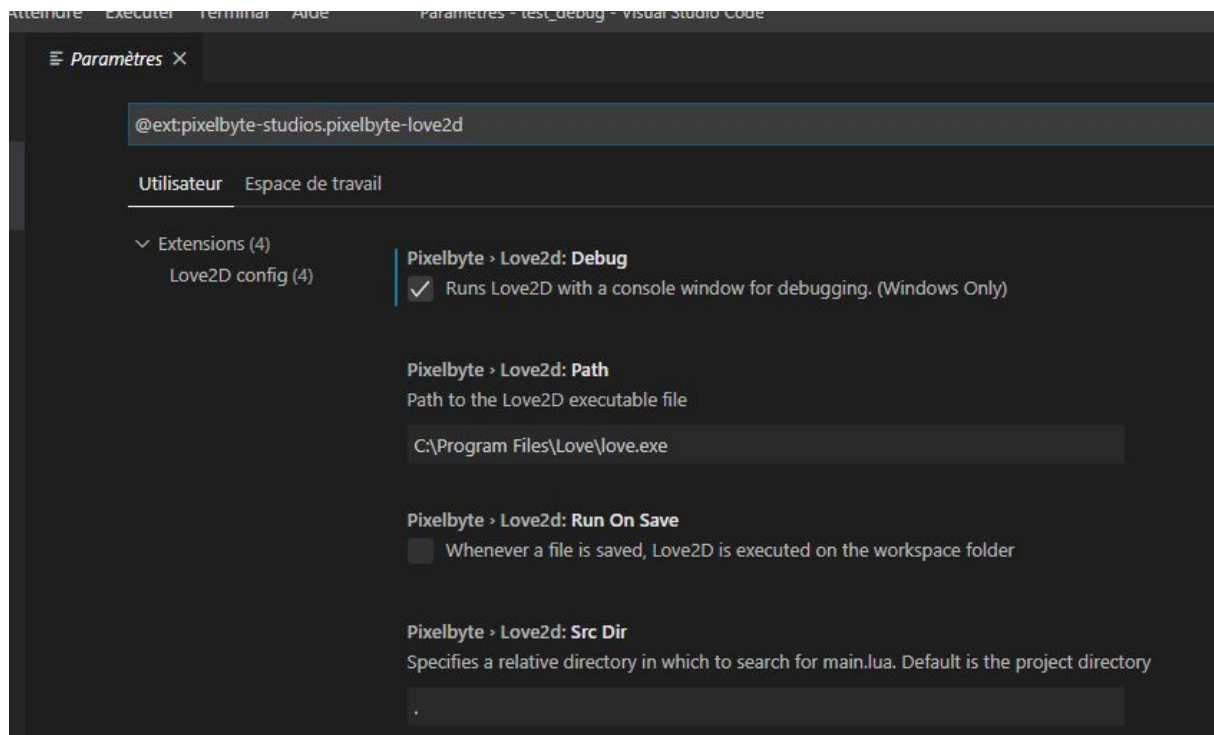 Atteindre Exécuter Terminal Aide Paramètres - test_debug - Visual Studio Code
Paramètres ×
@ext:pixelbyte-studios.pixelbyte-love2d
Utilisateur Espace de travail
Extensions (4)
Love2D config (4)
Pixelbyte › Love2d: Debug
Runs Love2D with a console window for debugging. (Windows Only)
Pixelbyte › Love2d: Path
Path to the Love2D executable file
C:\Program Files\Love\love.exe
Pixelbyte › Love2d: Run On Save
Whenever a file is saved, Love2D is executed on the workspace folder
Pixelbyte › Love2d: Src Dir
Specifies a relative directory in which to search for main.lua. Default is the project directory
.